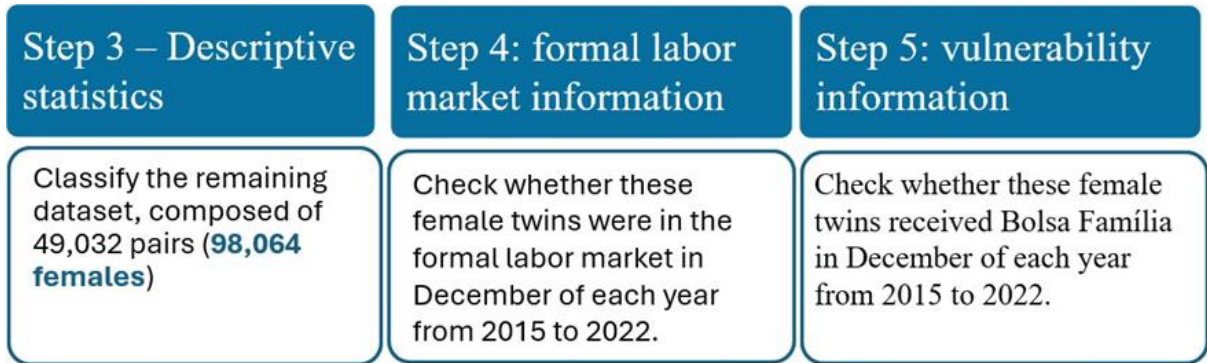 Step 3 – Descriptive
statistics
Classify the remaining
dataset, composed of
49,032 pairs (98,064
females)
Step 4: formal labor
market information
Check whether these
female twins were in the
formal labor market in
December of each year
from 2015 to 2022.
Step 5: vulnerability
information
Check whether these female
twins received Bolsa Família
in December of each year
from 2015 to 2022.